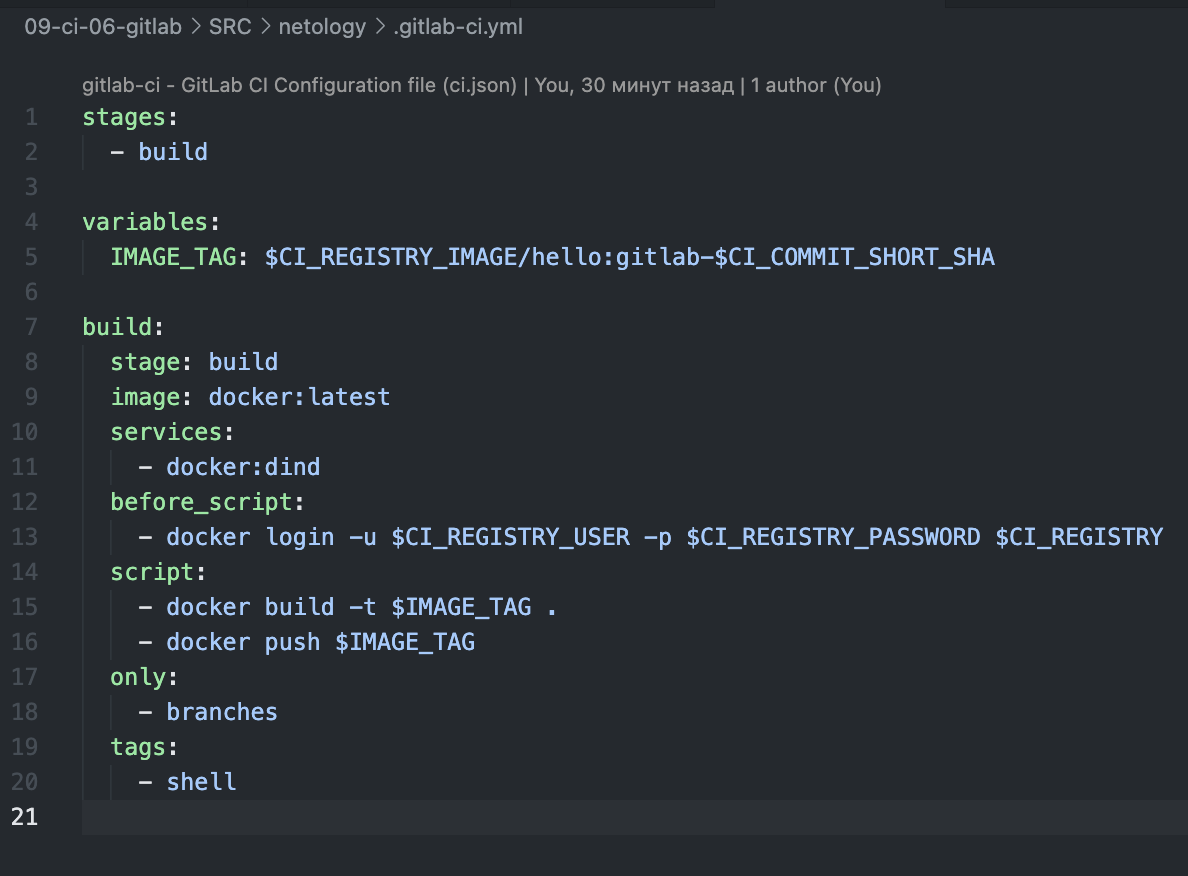 09-ci-06-gitlab > SRC > netology > .gitlab-ci.yml
gitlab-ci - GitLab CI Configuration file (ci.json) | You, 30 минут назад | 1 author (You)
1 stages:
2   - build
3
4 variables:
5   IMAGE_TAG: $CI_REGISTRY_IMAGE/hello:gitlab-$CI_COMMIT_SHORT_SHA
6
7 build:
8   stage: build
9   image: docker:latest
10   services:
11     - docker:dind
12   before_script:
13     - docker login -u $CI_REGISTRY_USER -p $CI_REGISTRY_PASSWORD $CI_REGISTRY
14   script:
15     - docker build -t $IMAGE_TAG .
16     - docker push $IMAGE_TAG
17   only:
18     - branches
19   tags:
20     - shell
21